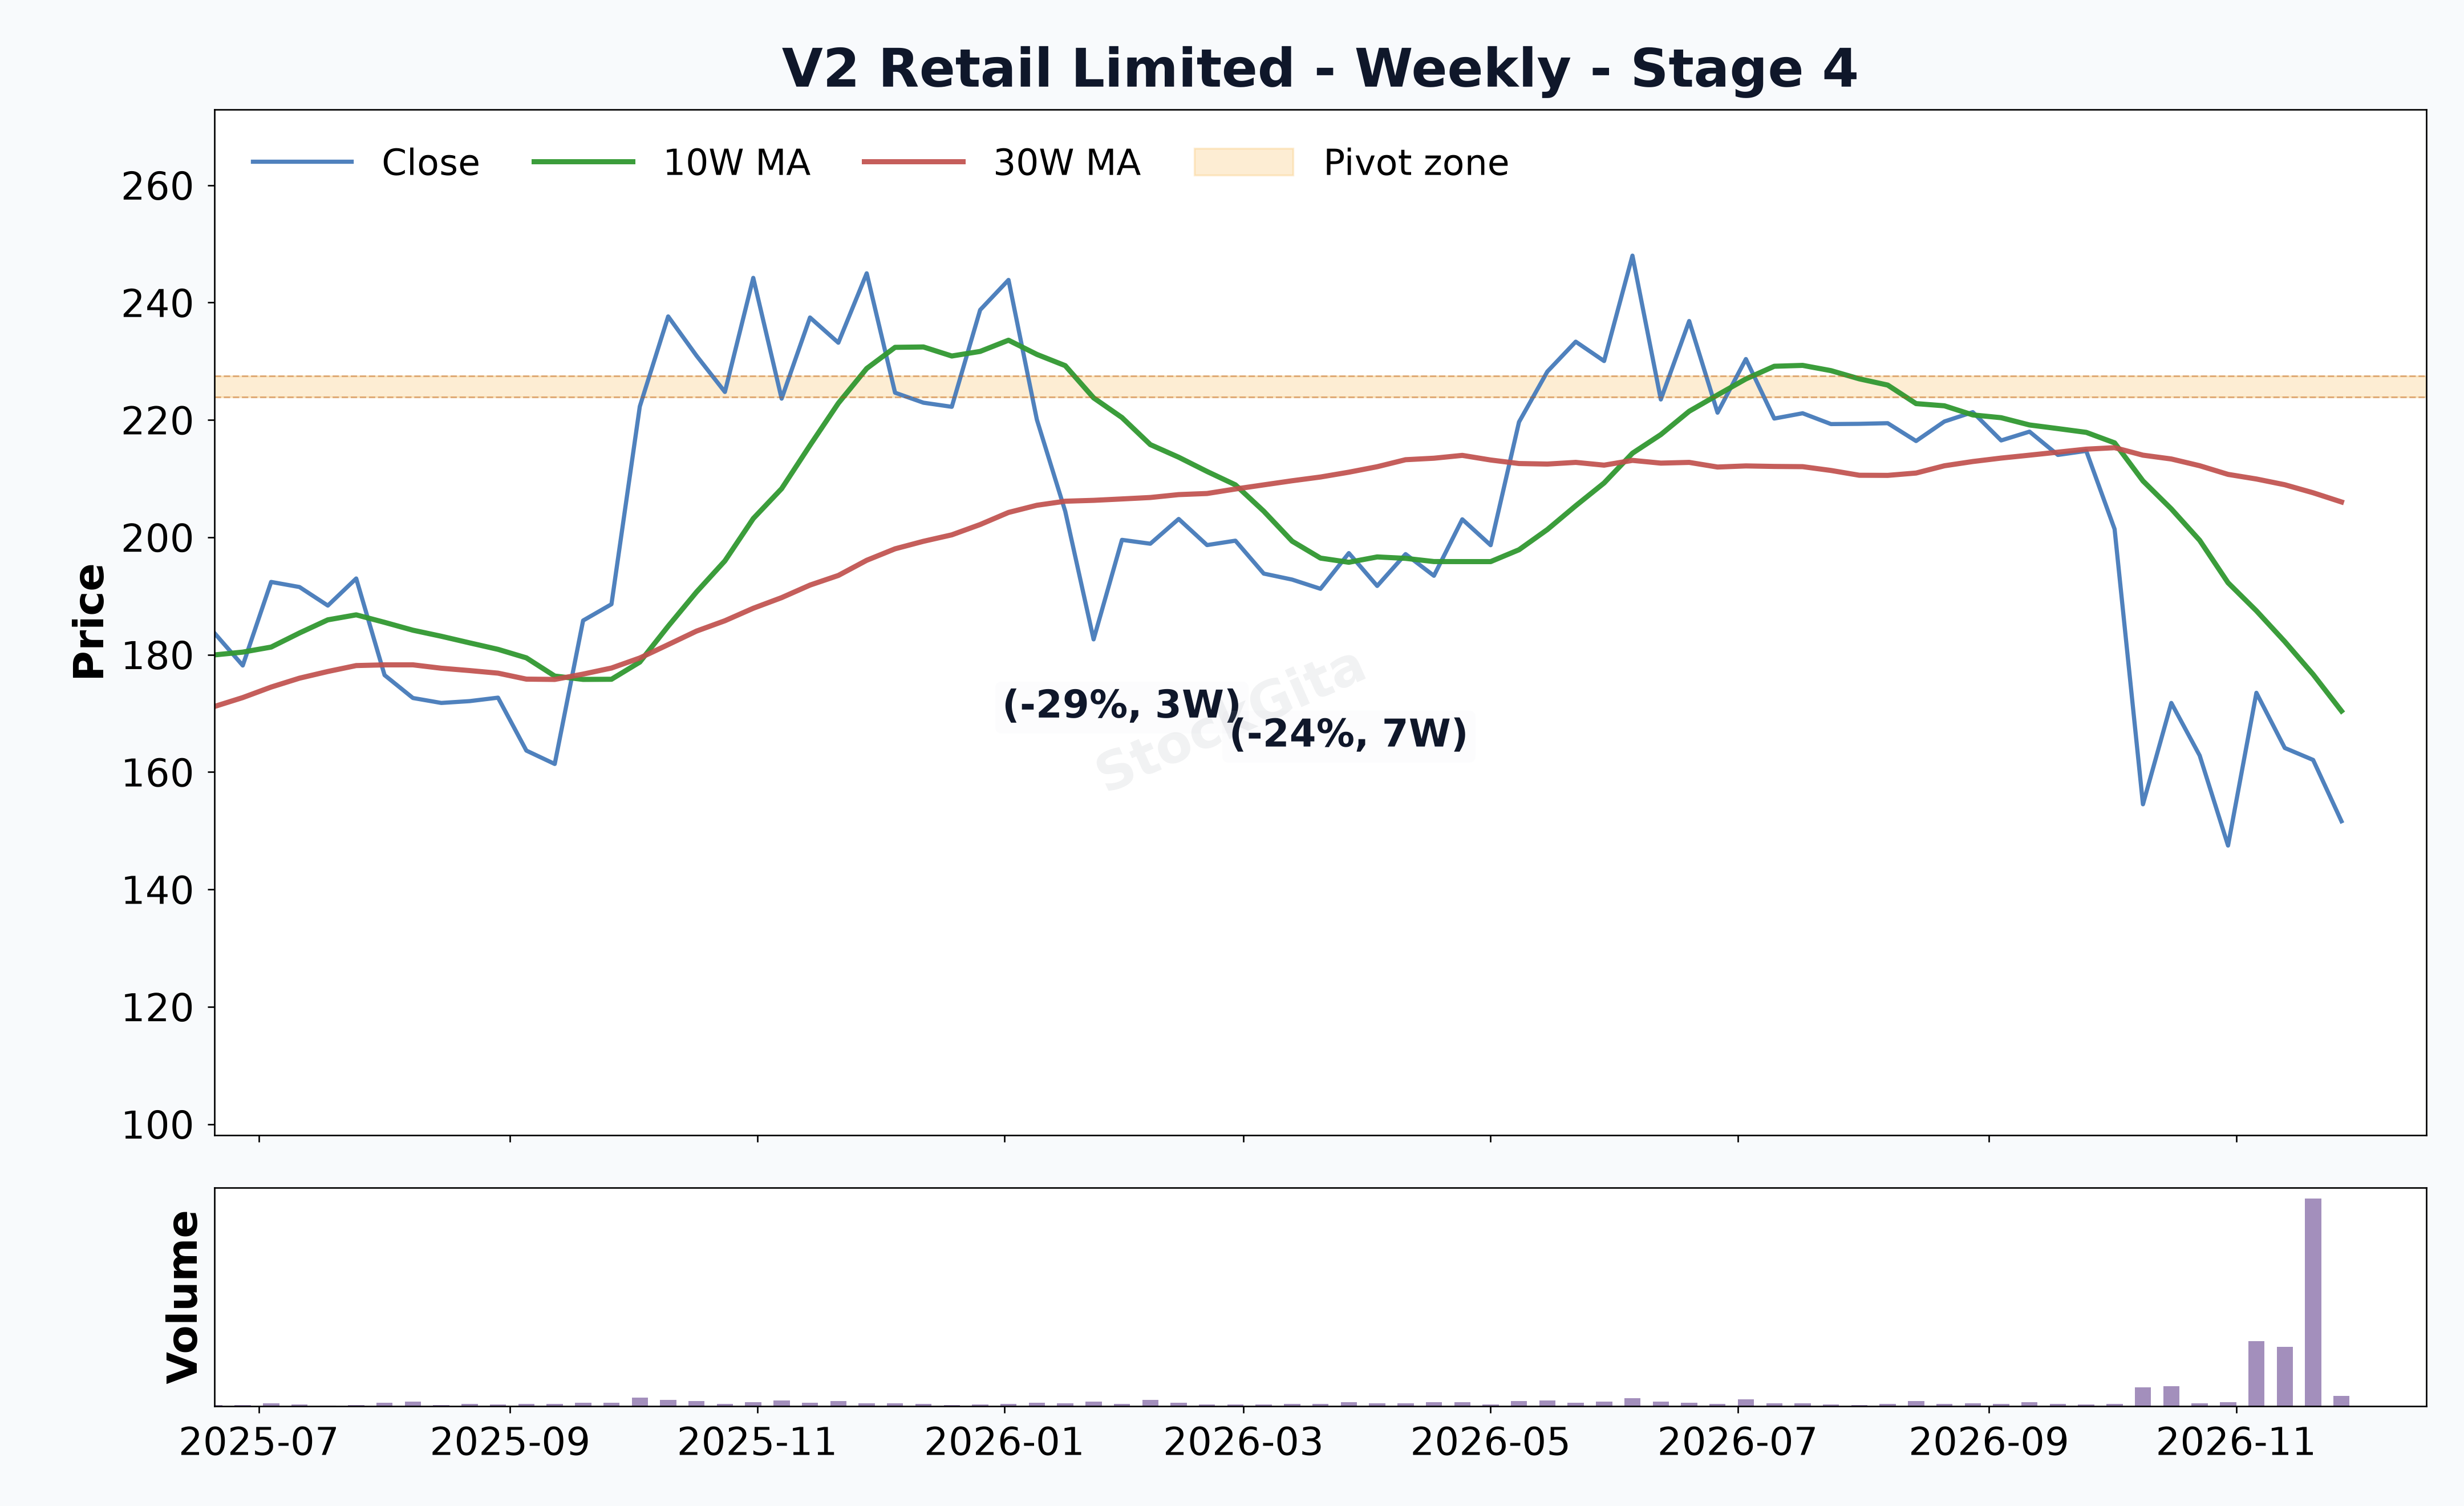 V2 Retail Limited - Weekly - Stage 4
Close 10W MA 30W MA Pivot zone
Price
260
240
220
200
180
160
140
120
100
(-29%, 3W)
(-24%, 7W)
StockGita
Volume
2025-07 2025-09 2025-11 2026-01 2026-03 2026-05 2026-07 2026-09 2026-11